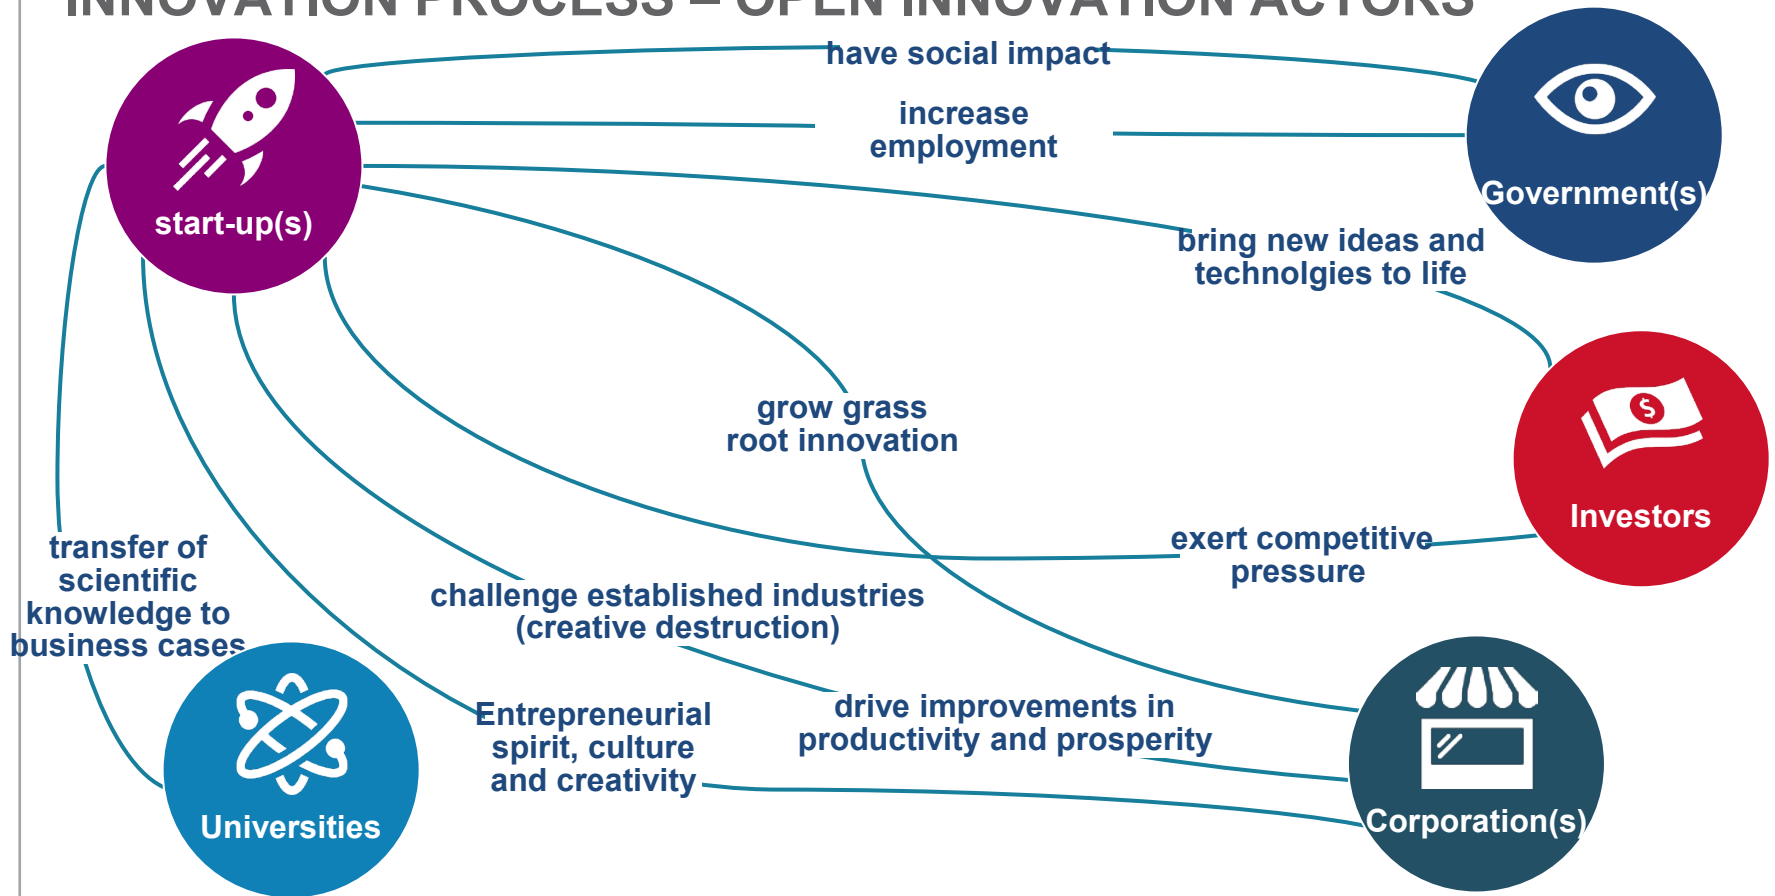 INNOVATION PROCESS – OPEN INNOVATION ACTORS
have social impact
increase
employment
start-up(s)
Government(s)
bring new ideas and
technolgies to life
grow grass
root innovation
$
Investors
exert competitive
pressure
transfer of
scientific
knowledge to
business cases
challenge established industries
(creative destruction)
Entrepreneurial
spirit, culture
and creativity
drive improvements in
productivity and prosperity
Universities
Corporation(s)